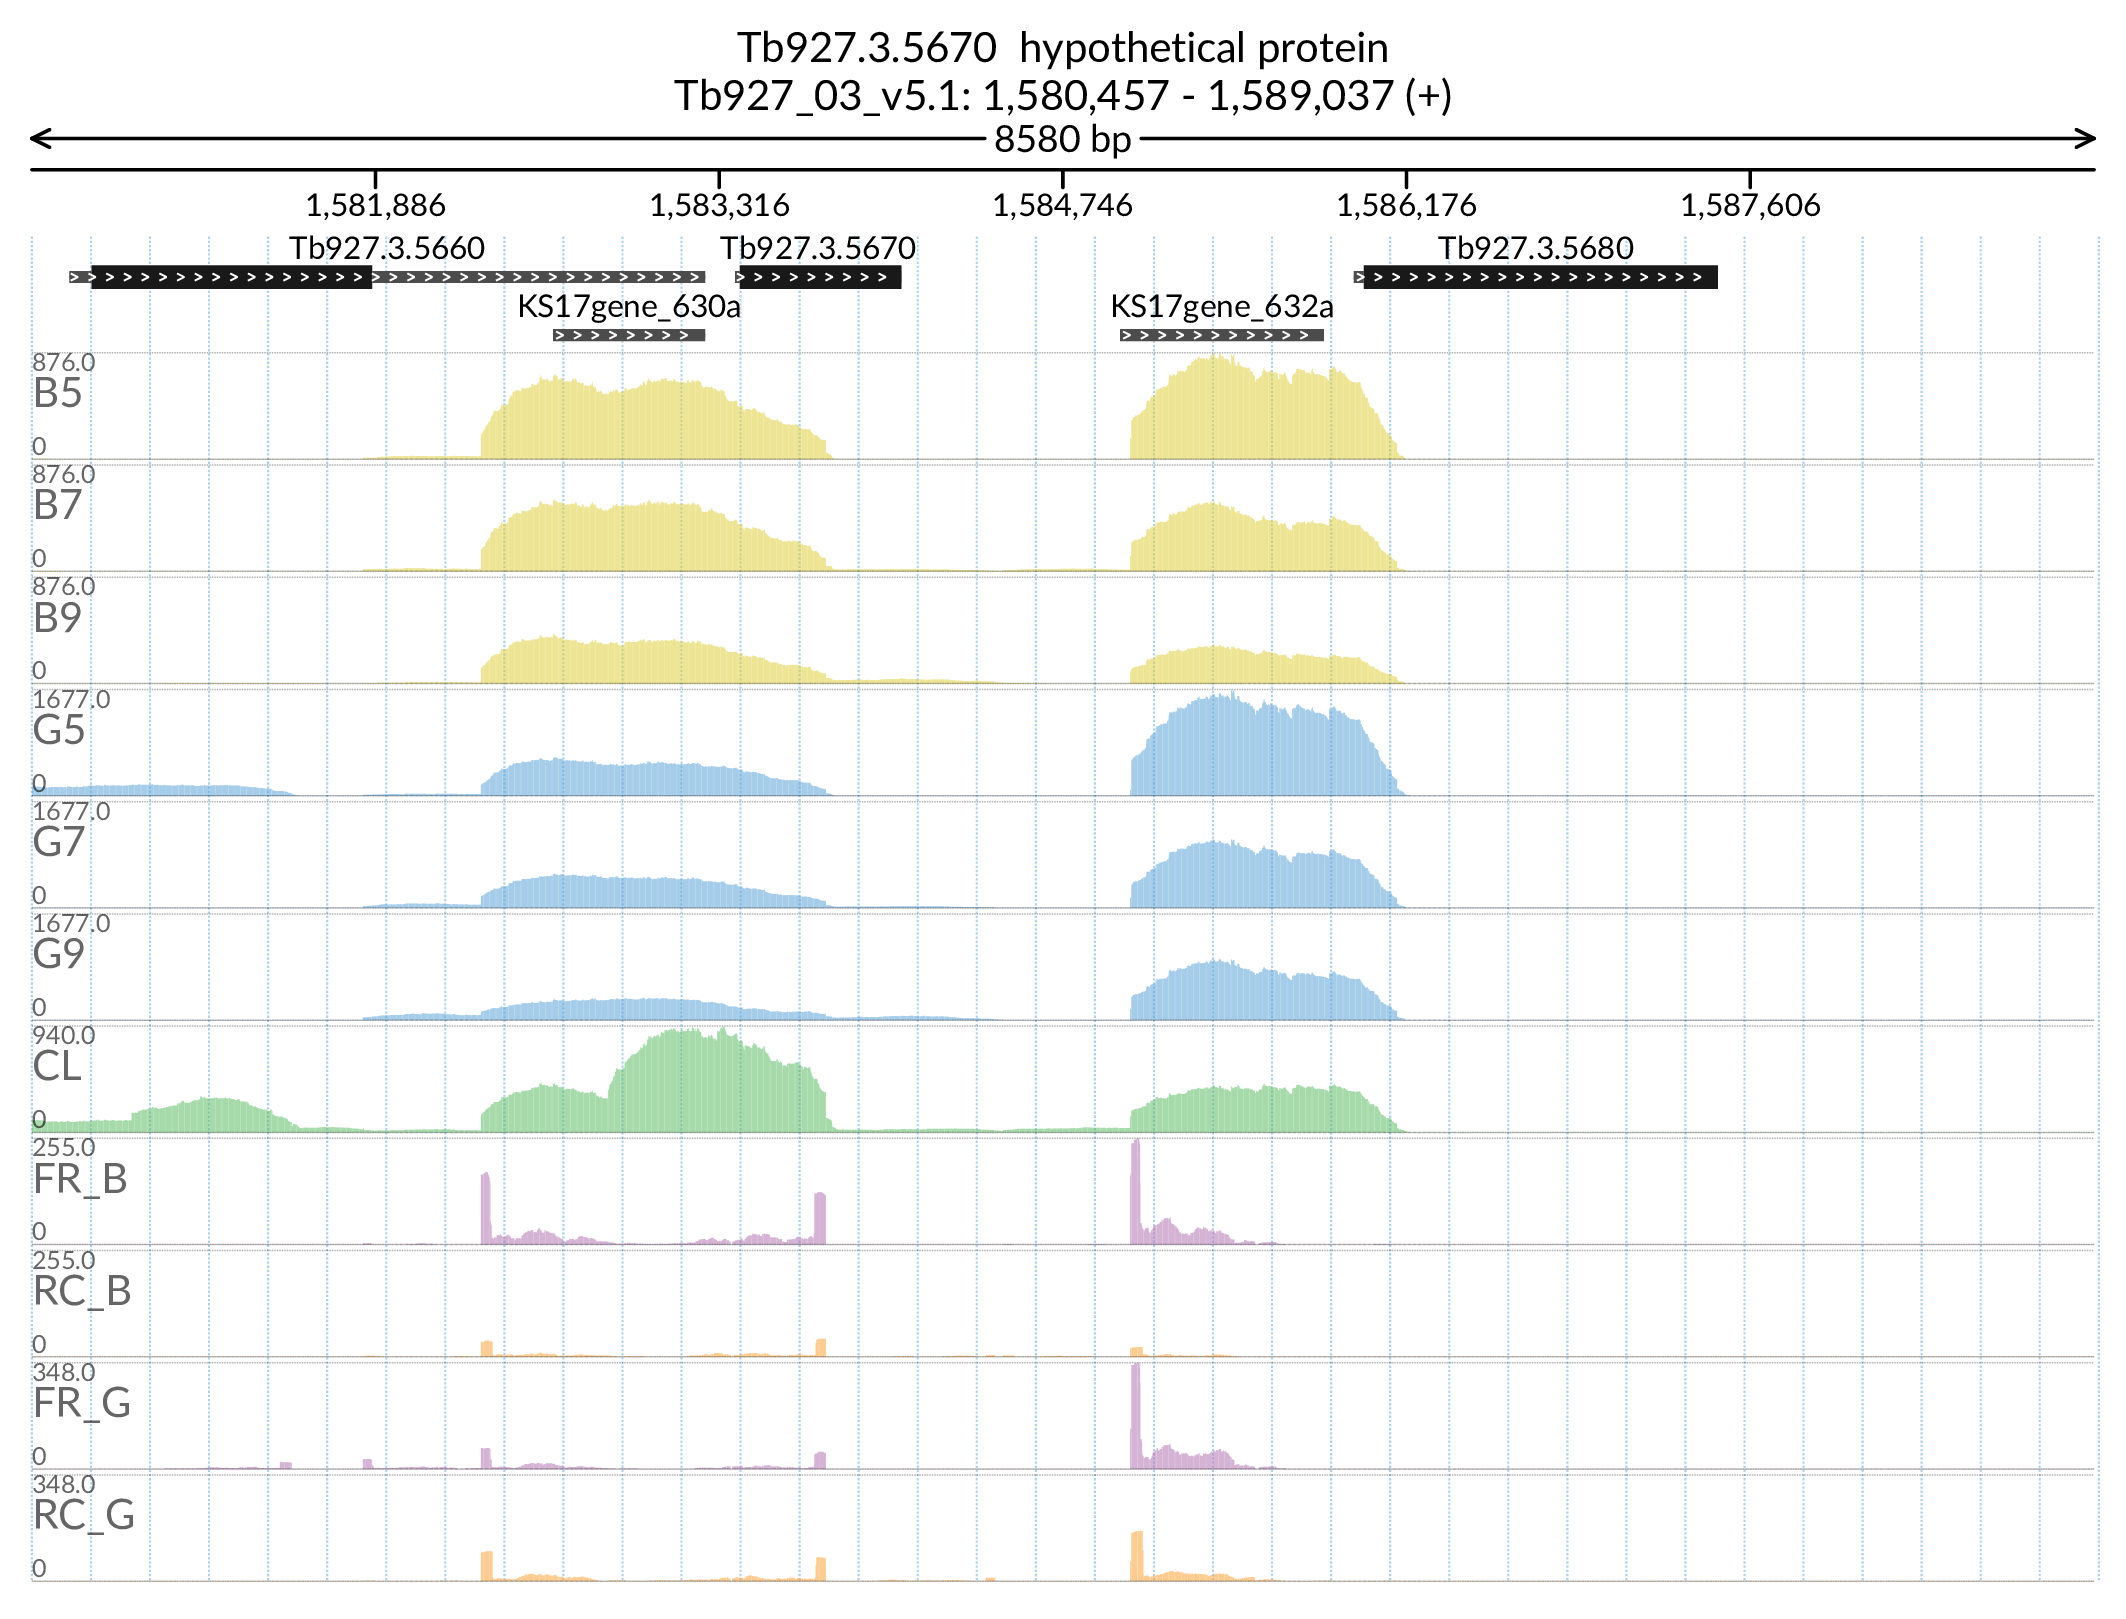 Tb927.3.5670  hypothetical protein
Tb927_03_v5.1: 1,580,457 - 1,589,037 (+)
8580 bp
1,581,886 1,583,316 1,584,746 1,586,176 1,587,606
Tb927.3.5660 Tb927.3.5670 Tb927.3.5680
KS17gene_630a KS17gene_632a
876.0
B5
0
876.0
B7
0
876.0
B9
0
1677.0
G5
0
1677.0
G7
0
1677.0
G9
0
940.0
CL
0
255.0
FR_B
0
255.0
RC_B
0
348.0
FR_G
0
348.0
RC_G
0